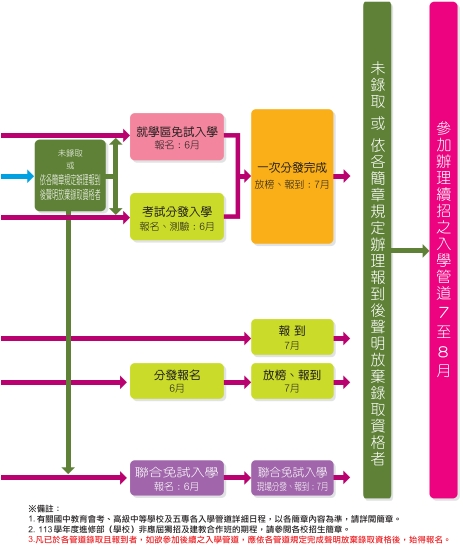 就學區免試入學
報名：6月
未錄取
或
依各簡章規定辦理報到
後聲明放棄錄取資格者
考試分發入學
報名、測驗：6月
一次分發完成
放榜、報到：7月
報到
7月
分發報名
6月
放榜、報到
7月
聯合免試入學
報名：6月
聯合免試入學
現場分發、報到：7月
未錄取 或 依各簡章規定辦理報到後聲明放棄錄取資格者
參加辦理續招之入學管道 7至8月
※備註：
1. 有關國中教育會考、高級中等學校及五專各入學管道詳細日程，以各簡章內容為準，請詳閱簡章。
2. 113學年度進修部（學校）非應屆獨招及建教合作班的期程，請參閱各校招生簡章。
3.凡已於各管道錄取且報到者，如欲參加後續之入學管道，應依各管道規定完成聲明放棄錄取資格後，始得報名。